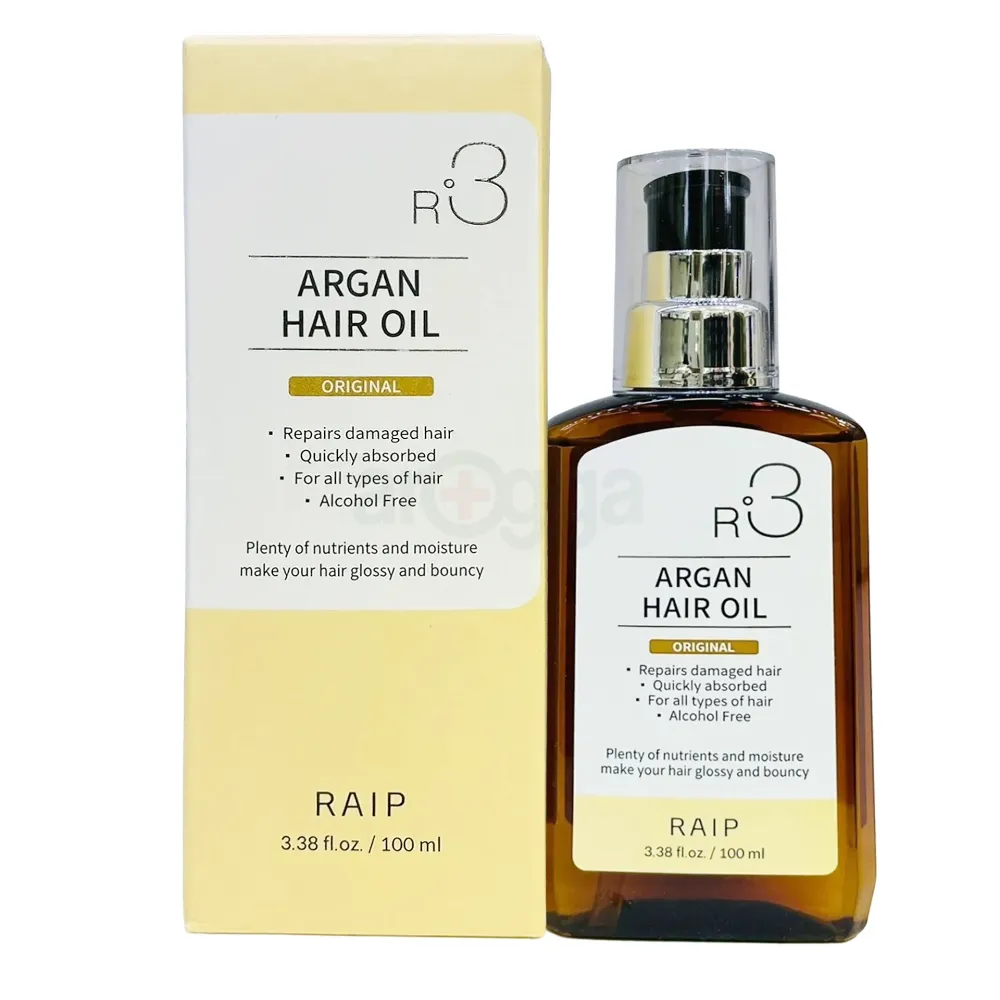 R3
ARGAN
HAIR OIL
ORIGINAL
▪ Repairs damaged hair
▪ Quickly absorbed
▪ For all types of hair
▪ Alcohol Free
Plenty of nutrients and moisture
make your hair glossy and bouncy
RAIP
3.38 fl.oz. / 100 ml
arogga
R3
ARGAN
HAIR OIL
ORIGINAL
▪ Repairs damaged hair
▪ Quickly absorbed
▪ For all types of hair
▪ Alcohol Free
Plenty of nutrients and moisture
make your hair glossy and bouncy
RAIP
3.38 fl.oz. / 100 ml